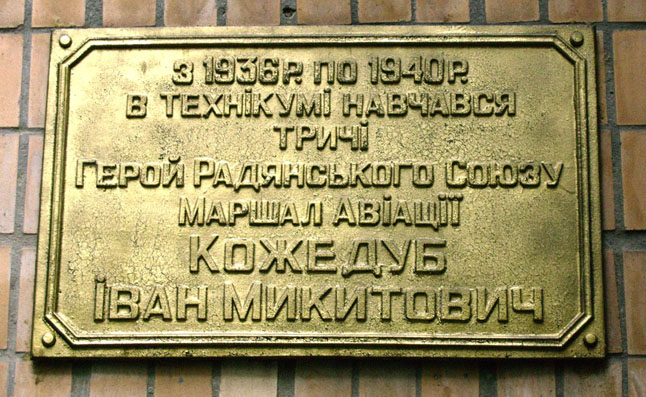 З 1936Р. ПО 1940Р.
В ТЕХНІКУМІ НАВЧАВСЯ
ТРИЧІ
ГЕРОЙ РАДЯНСЬКОГО СОЮЗУ
МАРШАЛ АВІАЦІЇ
КОЖЕДУБ
ІВАН МИКИТОВИЧ